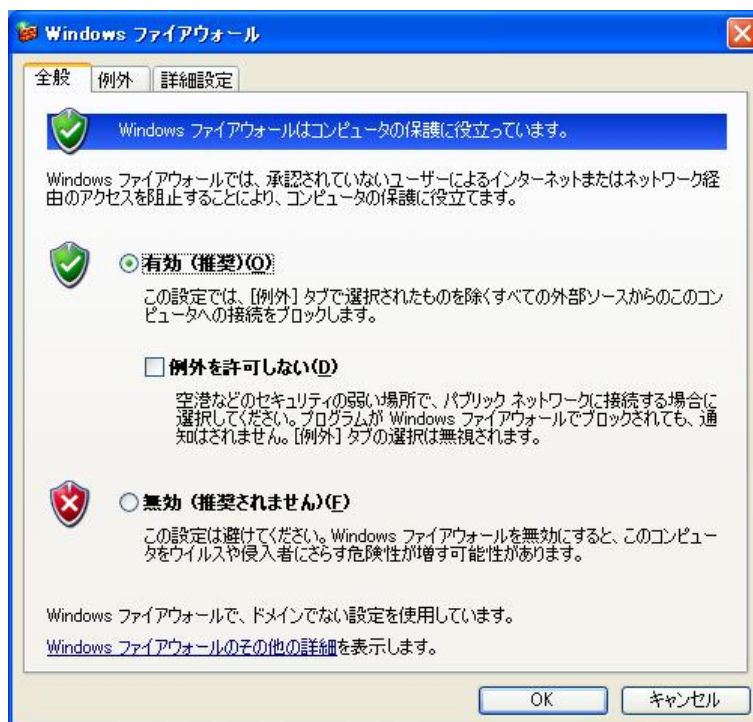 Windows ファイアウォール
全般
例外
詳細設定
Windows ファイアウォールはコンピュータの保護に役立っています。
Windows ファイアウォールでは、承認されていないユーザーによるインターネットまたはネットワーク経
由のアクセスを阻止することにより、コンピュータの保護に役立てます。
有効 (推奨)(O)
この設定では、[例外] タブで選択されたものを除くすべての外部ソースからのこのコン
ピュータへの接続をブロックします。
例外を許可しない(D)
空港などのセキュリティの弱い場所で、パブリック ネットワークに接続する場合に
選択してください。プログラムが Windows ファイアウォールでブロックされても、通
知はされません。[例外] タブの選択は無視されます。
無効 (推奨されません)(F)
この設定は避けてください。Windows ファイアウォールを無効にすると、このコンピュー
タをウイルスや侵入者にさらす危険性が増す可能性があります。
Windows ファイアウォールで、ドメインでない設定を使用しています。
Windows ファイアウォールのその他の詳細を表示します。
OK
キャンセル